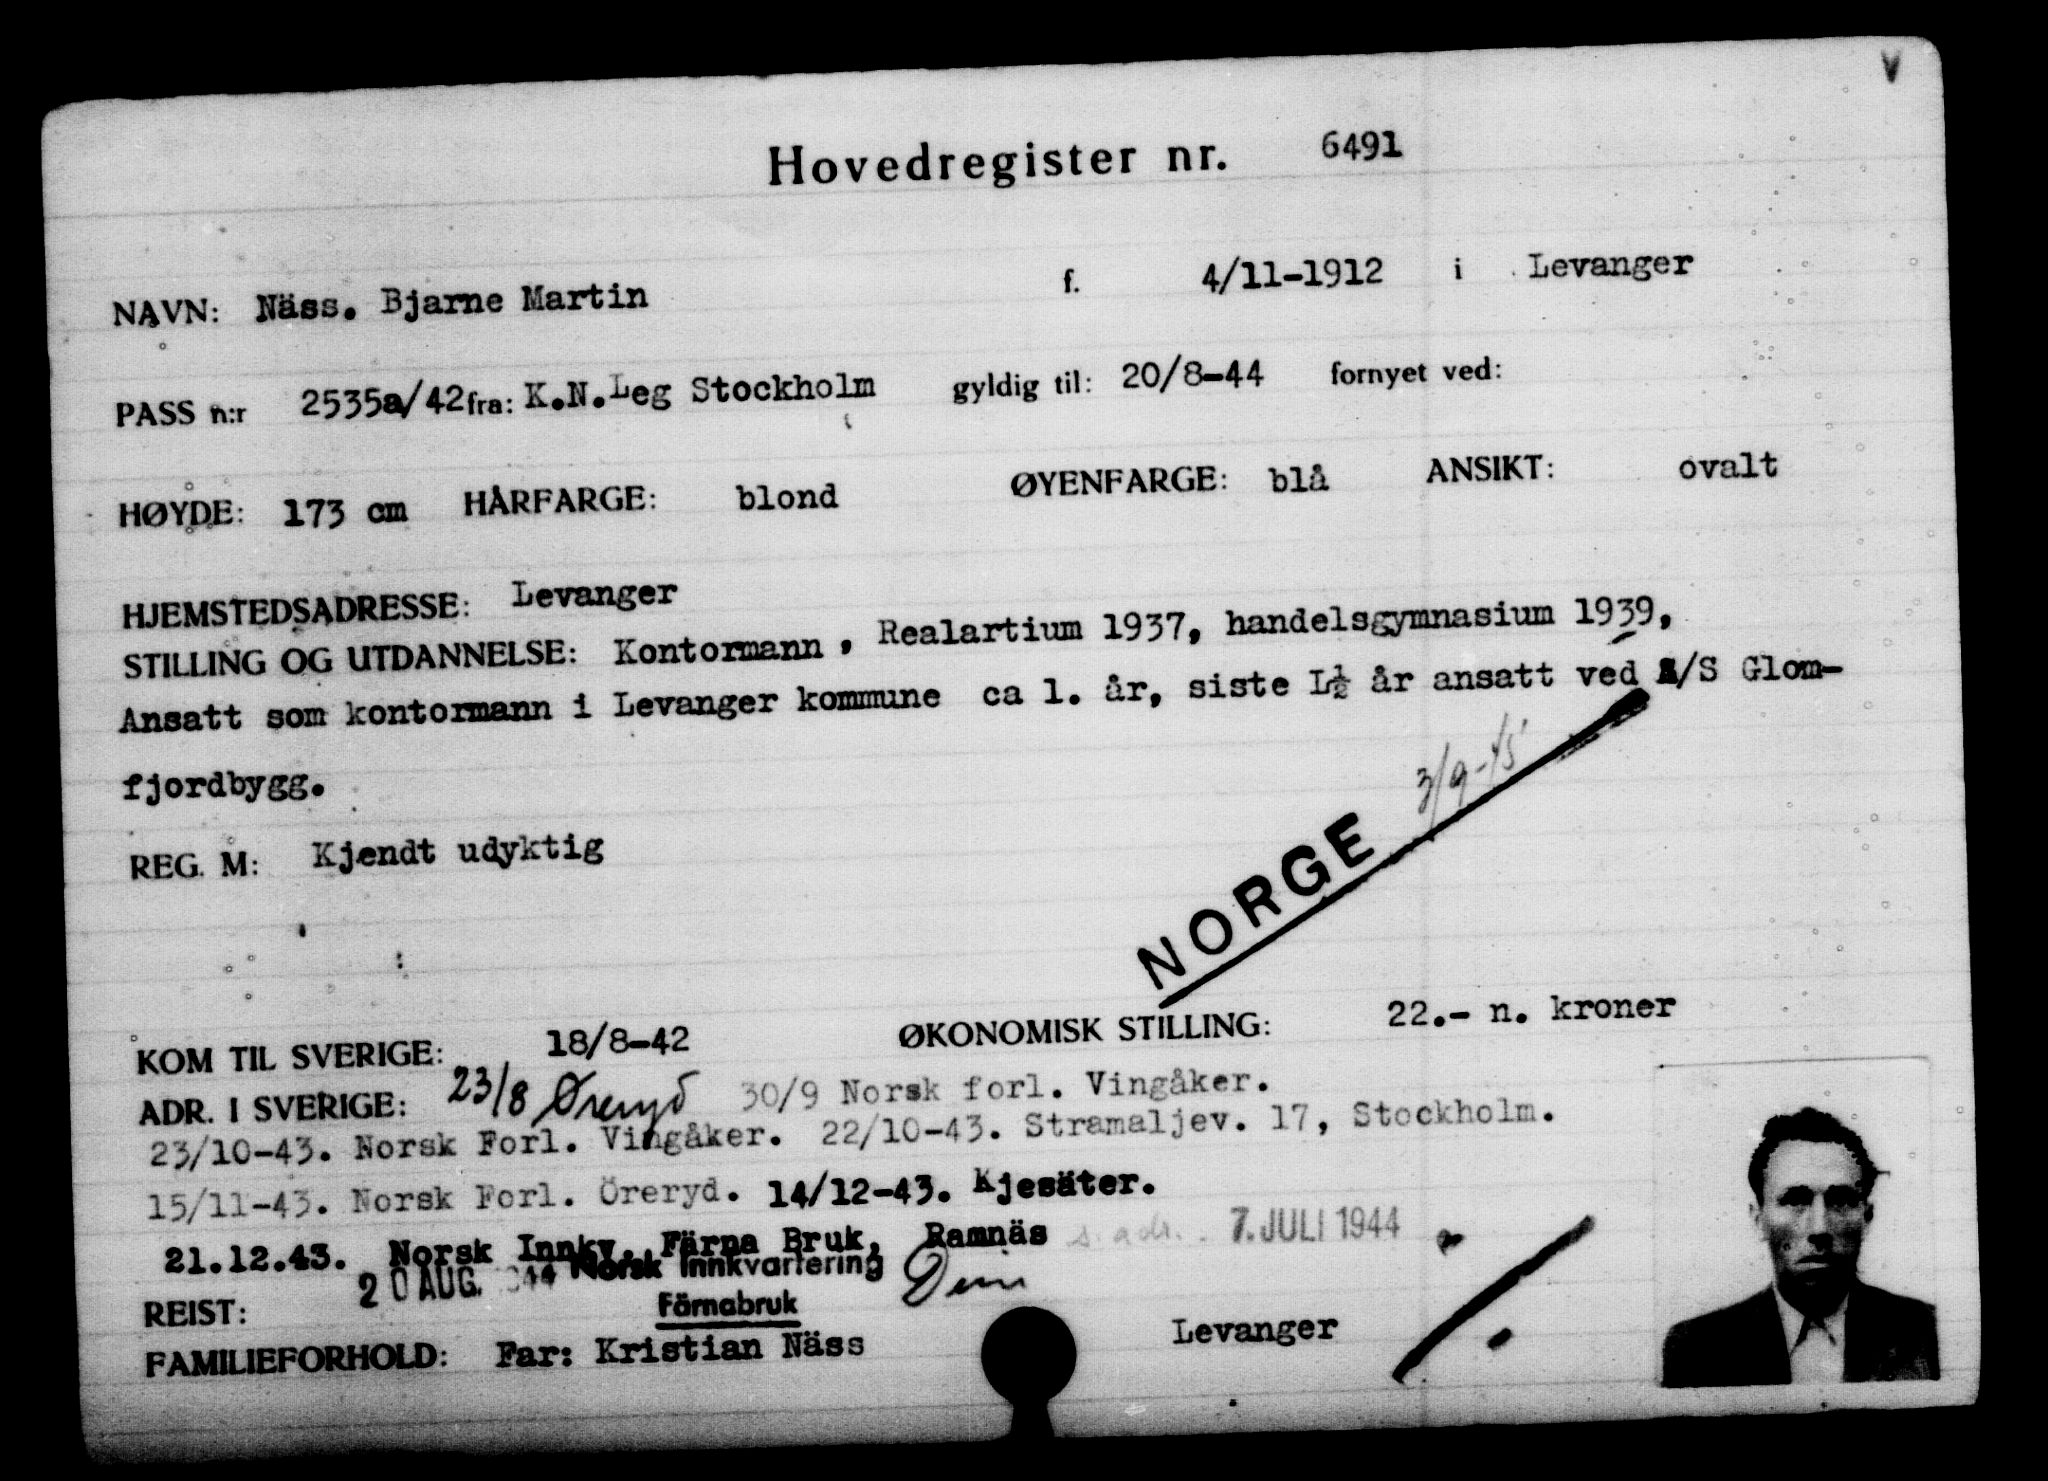 V
Hovedregister nr. 6491
NAVN: Näss. Bjarne Martin f. 4/11-1912 i Levanger
PASS n:r 2535a/42 fra: K.N.Leg Stockholm gyldig til: 20/8-44 fornyet ved:
HØYDE: 173 cm HÅRFARGE: blond ØYENFARGE: blå ANSIKT: ovalt
HJEMSTEDSADRESSE: Levanger
STILLING OG UTDANNELSE: Kontormann, Realartium 1937, handelsgymnasium 1939,
Ansatt som kontormann i Levanger kommune ca 1. år, siste 1½ år ansatt ved A/S Glom-
fjordbygg.
REG. M: Kjendt udyktig
NORGE 3/9-45
KOM TIL SVERIGE: 18/8-42 ØKONOMISK STILLING: 22.- n. kroner
ADR. I SVERIGE: 23/8 Øreryd 30/9 Norsk forl. Vingåker.
23/10-43. Norsk Forl. Vingåker. 22/10-43. Stramaljev. 17, Stockholm.
15/11-43. Norsk Forl. Öreryd. 14/12-43. Kjesäter.
21.12.43. Norsk Innkv. Färna Bruk, Ramnäs s. adr. 7. JULI 1944
REIST: 20 AUG. 1944 Norsk Innkvartering
Färnabruk
FAMILIEFORHOLD: Far: Kristian Näss Levanger